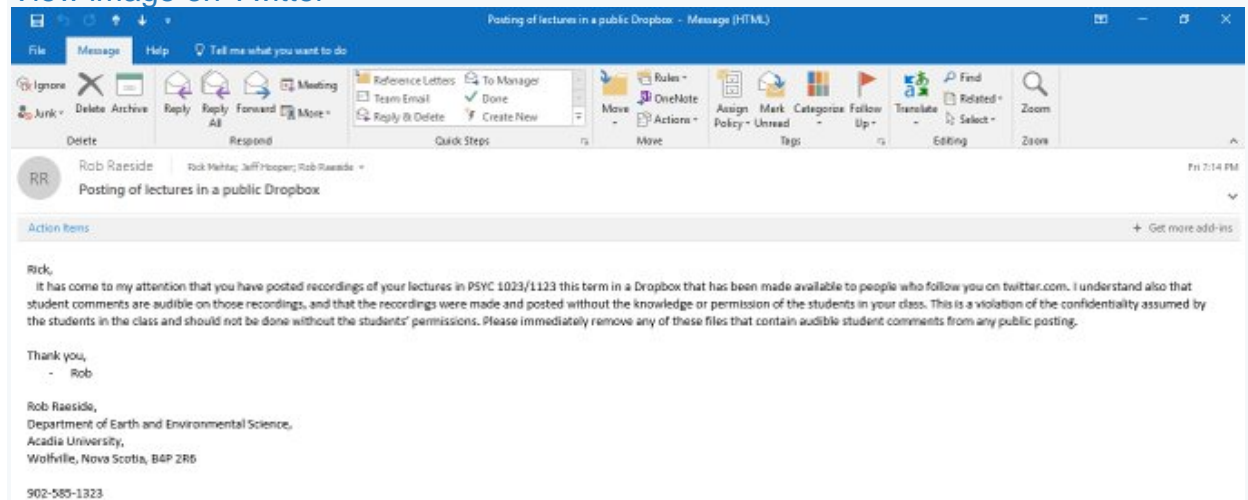 View image on Twitter
Posting of lectures in a public Dropbox - Message (HTML)
File Message Help Tell me what you want to do
Ignore Junk Delete Archive Reply Reply All Forward Meeting More
Reference Letters To Manager
Team Email Done
Reply & Delete Create New
Move Rules OneNote Actions
Assign Policy Mark Unread Categorize Follow Up
Translate Find Related Select Zoom
Delete Respond Quick Steps Move Tags Editing Zoom
RR
Rob Raeside Rick Mehta; Jeff Hooper; Rob Raeside
Fri 7:14 PM
Posting of lectures in a public Dropbox
Action Items + Get more add-ins
Rick,
It has come to my attention that you have posted recordings of your lectures in PSYC 1023/1123 this term in a Dropbox that has been made available to people who follow you on twitter.com. I understand also that
student comments are audible on those recordings, and that the recordings were made and posted without the knowledge or permission of the students in your class. This is a violation of the confidentiality assumed by
the students in the class and should not be done without the students' permissions. Please immediately remove any of these files that contain audible student comments from any public posting.
Thank you,
- Rob
Rob Raeside,
Department of Earth and Environmental Science,
Acadia University,
Wolfville, Nova Scotia, B4P 2R6
902-585-1323